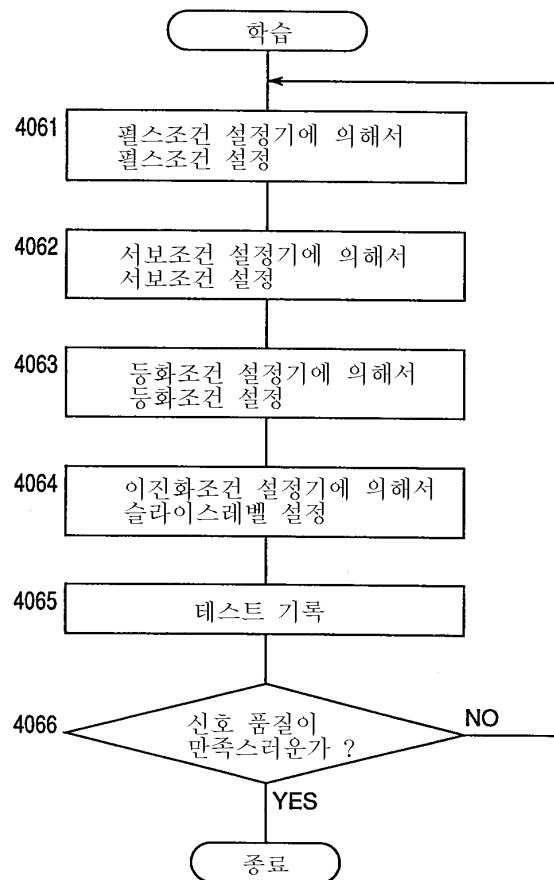 학습
4061
펄스조건 설정기에 의해서
펄스조건 설정
4062
서보조건 설정기에 의해서
서보조건 설정
4063
등화조건 설정기에 의해서
등화조건 설정
4064
이진화조건 설정기에 의해서
슬라이스레벨 설정
4065
테스트 기록
4066
신호 품질이
만족스러운가 ?
NO
YES
종료